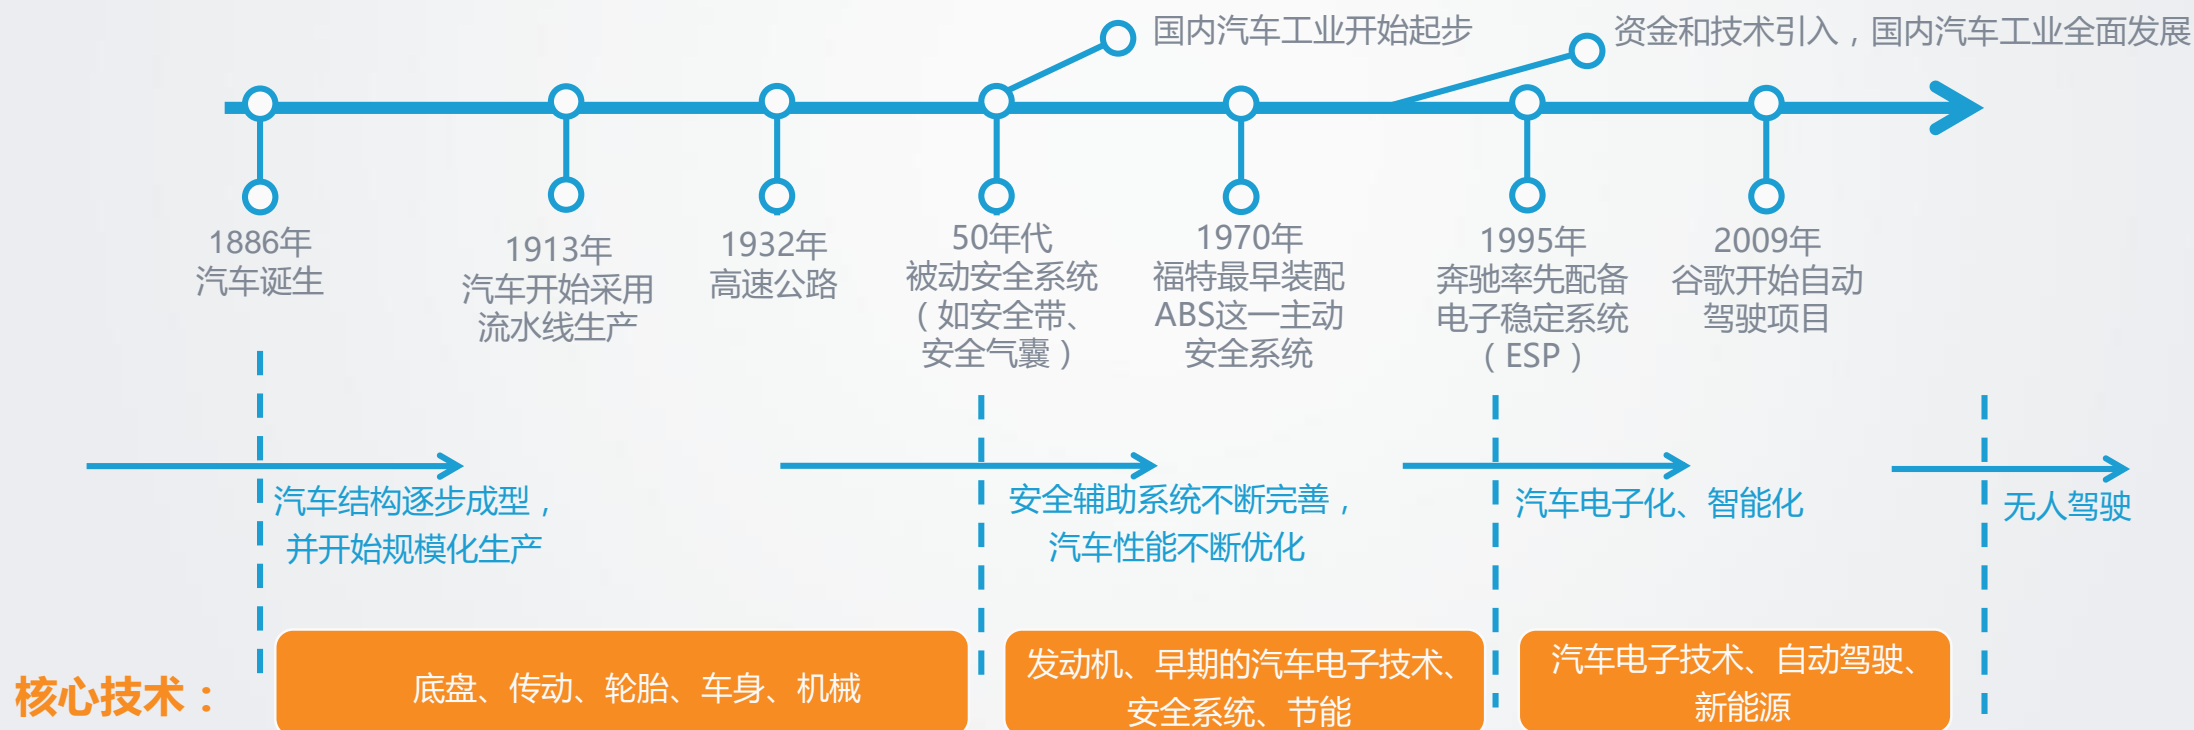 国内汽车工业开始起步
资金和技术引入，国内汽车工业全面发展
1886年
汽车诞生
1913年
汽车开始采用
流水线生产
1932年
高速公路
50年代
被动安全系统
（如安全带、
安全气囊）
1970年
福特最早装配
ABS这一主动
安全系统
1995年
奔驰率先配备
电子稳定系统
（ESP）
2009年
谷歌开始自动
驾驶项目
汽车结构逐步成型，
并开始规模化生产
安全辅助系统不断完善，
汽车性能不断优化
汽车电子化、智能化
无人驾驶
核心技术：
底盘、传动、轮胎、车身、机械
发动机、早期的汽车电子技术、
安全系统、节能
汽车电子技术、自动驾驶、
新能源